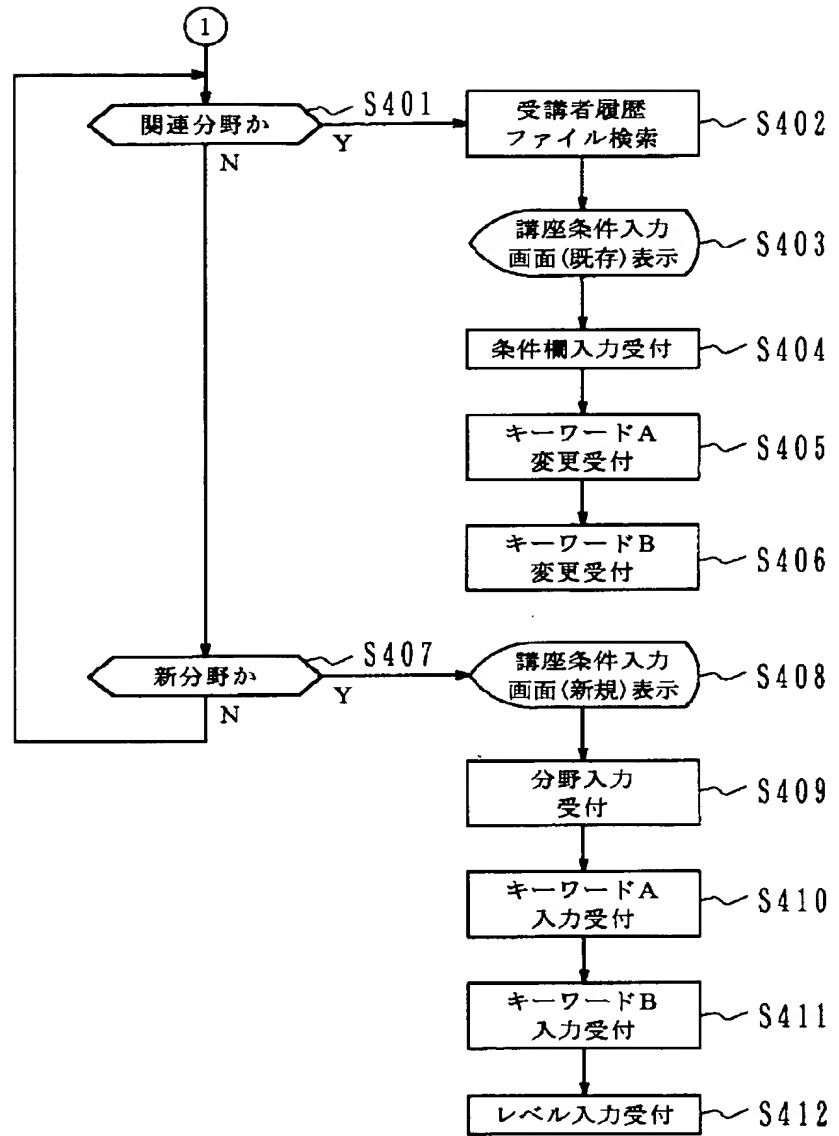 1
関連分野か
S401
Y
N
受講者履歴
ファイル検索
S402
講座条件入力
画面(既存)表示
S403
条件欄入力受付
S404
キーワードA
変更受付
S405
キーワードB
変更受付
S406
新分野か
S407
Y
N
講座条件入力
画面(新規)表示
S408
分野入力
受付
S409
キーワードA
入力受付
S410
キーワードB
入力受付
S411
レベル入力受付
S412